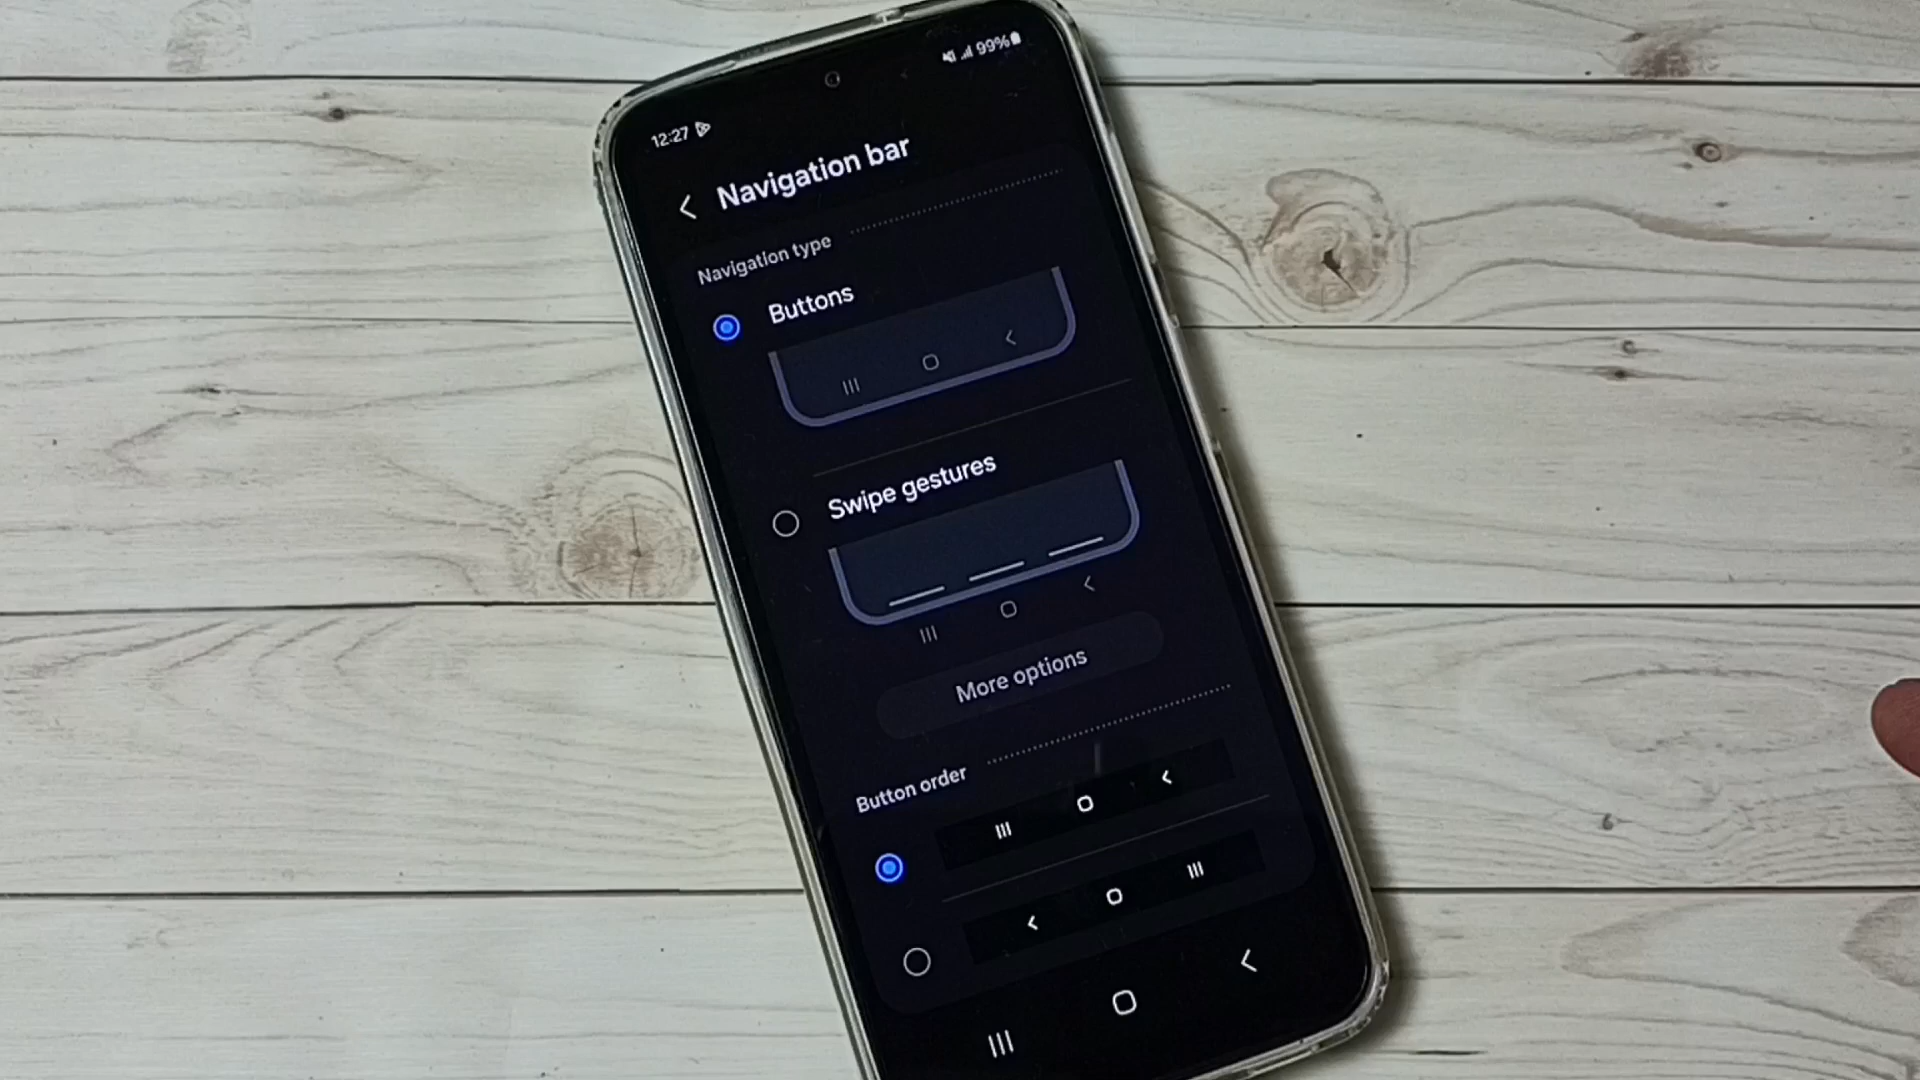 12:27
99%
Navigation bar
Navigation type
Buttons
Swipe gestures
More options
Button order